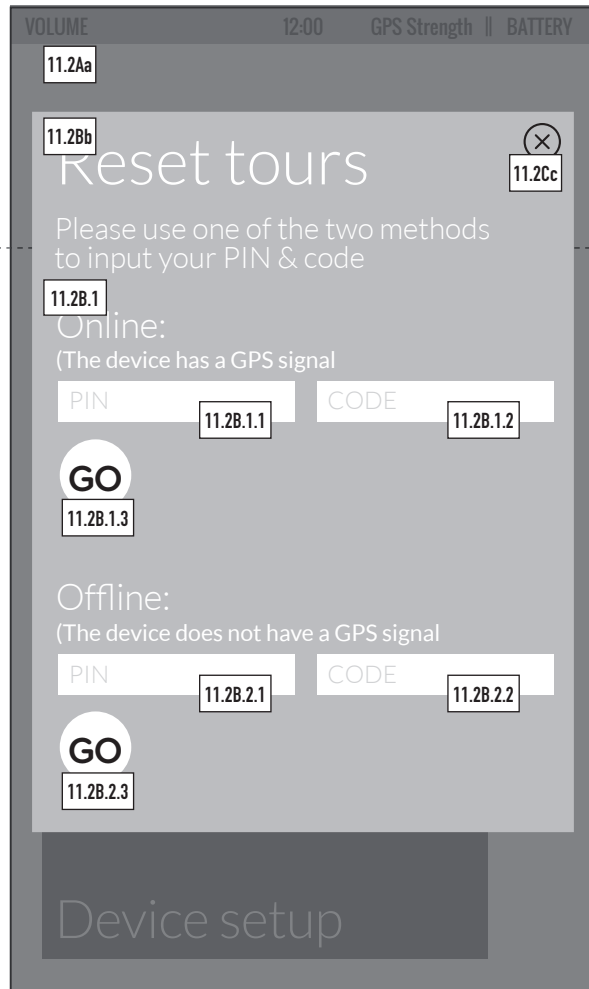 VOLUME 12:00 GPS Strength || BATTERY
11.2Aa
11.2Bb
Reset tours
11.2Cc
Please use one of the two methods
to input your PIN & code
11.2B.1
Online:
(The device has a GPS signal
PIN CODE
11.2B.1.1 11.2B.1.2
GO
11.2B.1.3
Offline:
(The device does not have a GPS signal
PIN CODE
11.2B.2.1 11.2B.2.2
GO
11.2B.2.3
Device setup